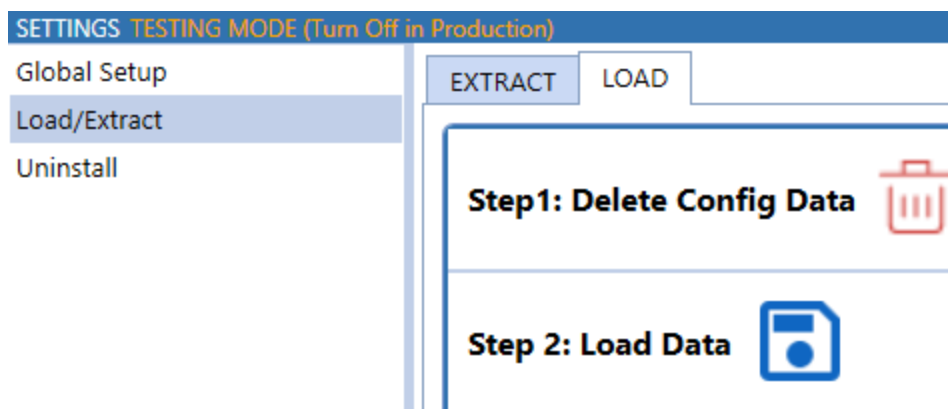 SETTINGS TESTING MODE (Turn Off in Production)
Global Setup
Load/Extract
Uninstall
EXTRACT LOAD
Step1: Delete Config Data
Step 2: Load Data